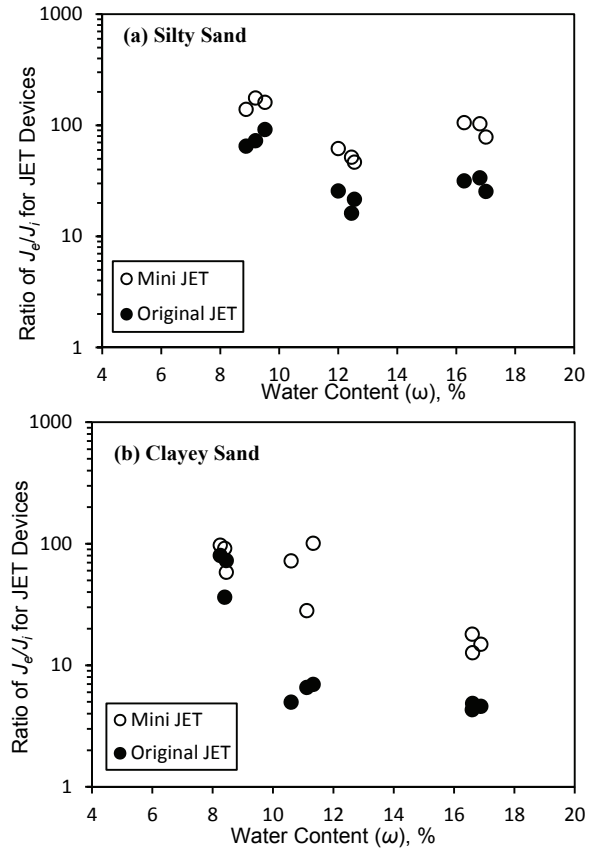 (a) Silty Sand
Ratio of Je/Ji for JET Devices
1000
100
10
1
Mini JET
Original JET
4 6 8 10 12 14 16 18 20
Water Content (ω), %
(b) Clayey Sand
Ratio of Je/Ji for JET Devices
1000
100
10
1
Mini JET
Original JET
4 6 8 10 12 14 16 18 20
Water Content (ω), %